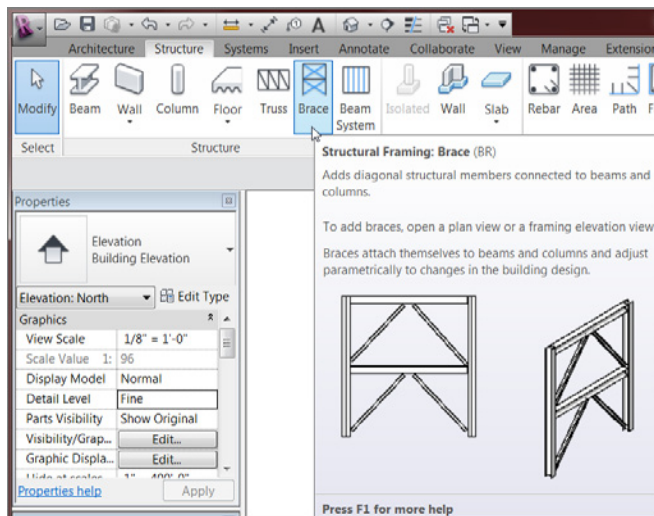 Architecture Structure Systems Insert Annotate Collaborate View Manage Extension
Modify Beam Wall Column Floor Truss Brace Beam System Isolated Wall Slab Rebar Area Path F
Select Structure
Structural Framing: Brace (BR)
Adds diagonal structural members connected to beams and
columns.
To add braces, open a plan view or a framing elevation view
Braces attach themselves to beams and columns and adjust
parametrically to changes in the building design.
Press F1 for more help
Properties
Elevation
Building Elevation
Elevation: North Edit Type
Graphics
View Scale 1/8" = 1'-0"
Scale Value 1: 96
Display Model Normal
Detail Level Fine
Parts Visibility Show Original
Visibility/Grap... Edit...
Graphic Displa... Edit...
Hide at scales
Properties help Apply